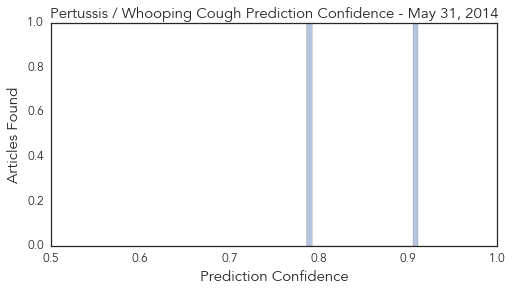 Pertussis / Whooping Cough Prediction Confidence - May 31, 2014
1.0
0.8
0.6
0.4
0.2
0.0
Articles Found
0.5 0.6 0.7 0.8 0.9 1.0
Prediction Confidence